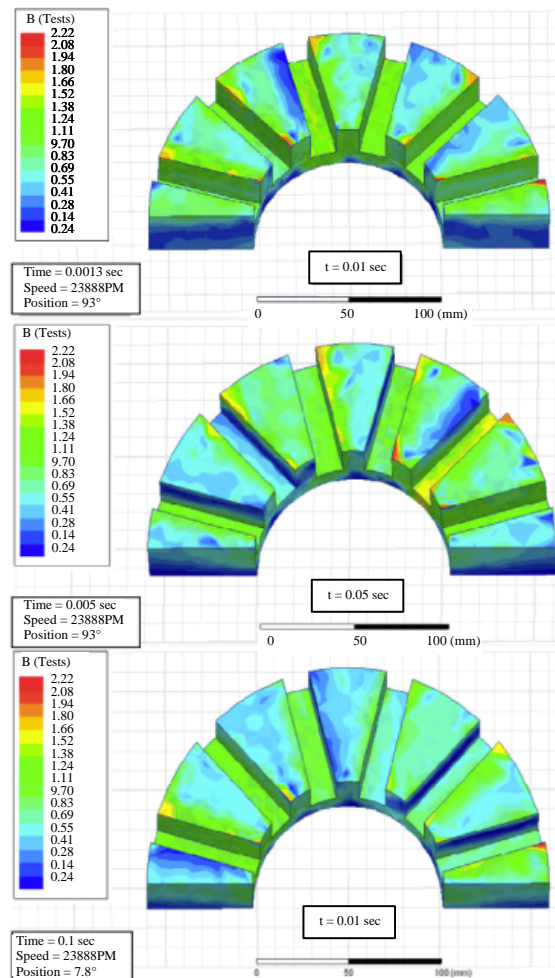 B (Tests)
2.22
2.08
1.94
1.80
1.66
1.52
1.38
1.24
1.11
9.70
0.83
0.69
0.55
0.41
0.28
0.14
0.24
t = 0.01 sec
Time = 0.0013 sec
Speed = 23888PM
Position = 93°
0 50 100 (mm)
B (Tests)
2.22
2.08
1.94
1.80
1.66
1.52
1.38
1.24
1.11
9.70
0.83
0.69
0.55
0.41
0.28
0.14
0.24
t = 0.05 sec
Time = 0.005 sec
Speed = 23888PM
Position = 93°
0 50 100 (mm)
B (Tests)
2.22
2.08
1.94
1.80
1.66
1.52
1.38
1.24
1.11
9.70
0.83
0.69
0.55
0.41
0.28
0.14
0.24
t = 0.01 sec
Time = 0.1 sec
Speed = 23888PM
Position = 7.8°
0 50 100 (mm)